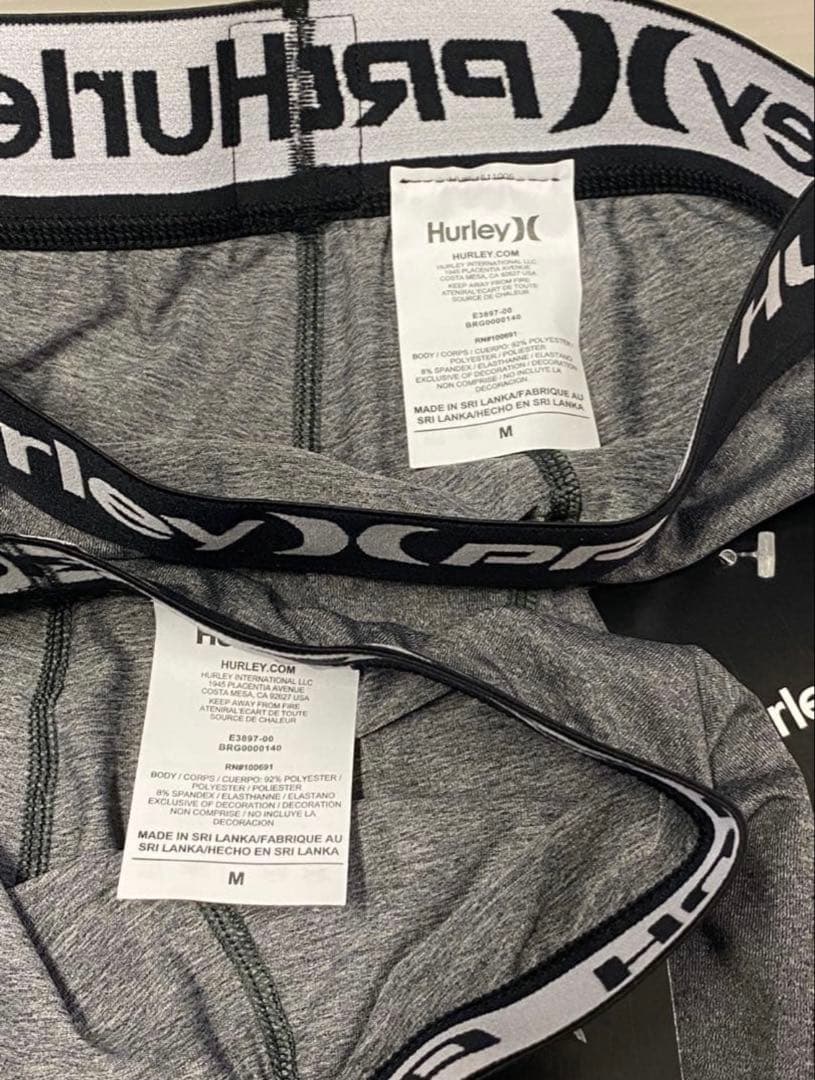 Hurley
HURLEY.COM
HURLEY INTERNATIONAL LLC
1945 PLACENTIA AVENUE
COSTA MESA, CA 92627 USA
KEEP AWAY FROM FIRE
ATENIRAL'ECART DE TOUTE
SOURCE DE CHALEUR
E3897-00
BRG0000140
RN#100691
BODY / CORPS / CUERPO: 92% POLYESTER /
POLYESTER / POLIESTER
8% SPANDEX / ELASTHANNE / ELASTANO
EXCLUSIVE OF DECORATION / DECORATION
NON COMPRISE / NO INCLUYE LA
DECORACION
MADE IN SRI LANKA/FABRIQUE AU
SRI LANKA/HECHO EN SRI LANKA
M
rley PR
HURLEY.COM
HURLEY INTERNATIONAL LLC
1945 PLACENTIA AVENUE
COSTA MESA, CA 92627 USA
KEEP AWAY FROM FIRE
ATENIRAL'ECART DE TOUTE
SOURCE DE CHALEUR
E3897-00
BRG0000140
RN#100691
BODY / CORPS / CUERPO: 92% POLYESTER /
POLYESTER / POLIESTER
8% SPANDEX / ELASTHANNE / ELASTANO
EXCLUSIVE OF DECORATION / DECORATION
NON COMPRISE / NO INCLUYE LA
DECORACION
MADE IN SRI LANKA/FABRIQUE AU
SRI LANKA/HECHO EN SRI LANKA
M